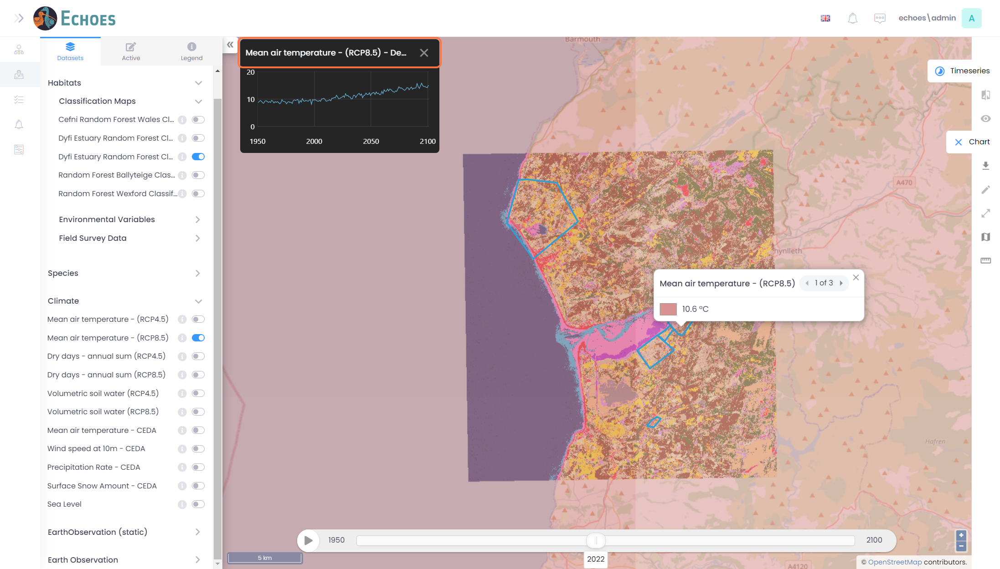 ECHOES
echoes\admin
A
Datasets
Active
Legend
Habitats
Classification Maps
Cefni Random Forest Wales Cl...
Dyfi Estuary Random Forest Cl...
Dyfi Estuary Random Forest Cl...
Random Forest Ballyteige Clas...
Random Forest Wexford Classif...
Environmental Variables
Field Survey Data
Species
Climate
Mean air temperature - (RCP4.5)
Mean air temperature - (RCP8.5)
Dry days - annual sum (RCP4.5)
Dry days - annual sum (RCP8.5)
Volumetric soil water (RCP4.5)
Volumetric soil water (RCP8.5)
Mean air temperature - CEDA
Wind speed at 10m - CEDA
Precipitation Rate - CEDA
Surface Snow Amount - CEDA
Sea Level
EarthObservation (static)
Earth Observation
Mean air temperature - (RCP8.5) - De...
20
10
0
1950
2000
2050
2100
Barmouth
Timeseries
Chart
A470
hynlleth
Mean air temperature - (RCP8.5)
1 of 3
10.6 ºC
Hafren
1950
2100
2022
5 km
+
−
A4120
© OpenStreetMap contributors.